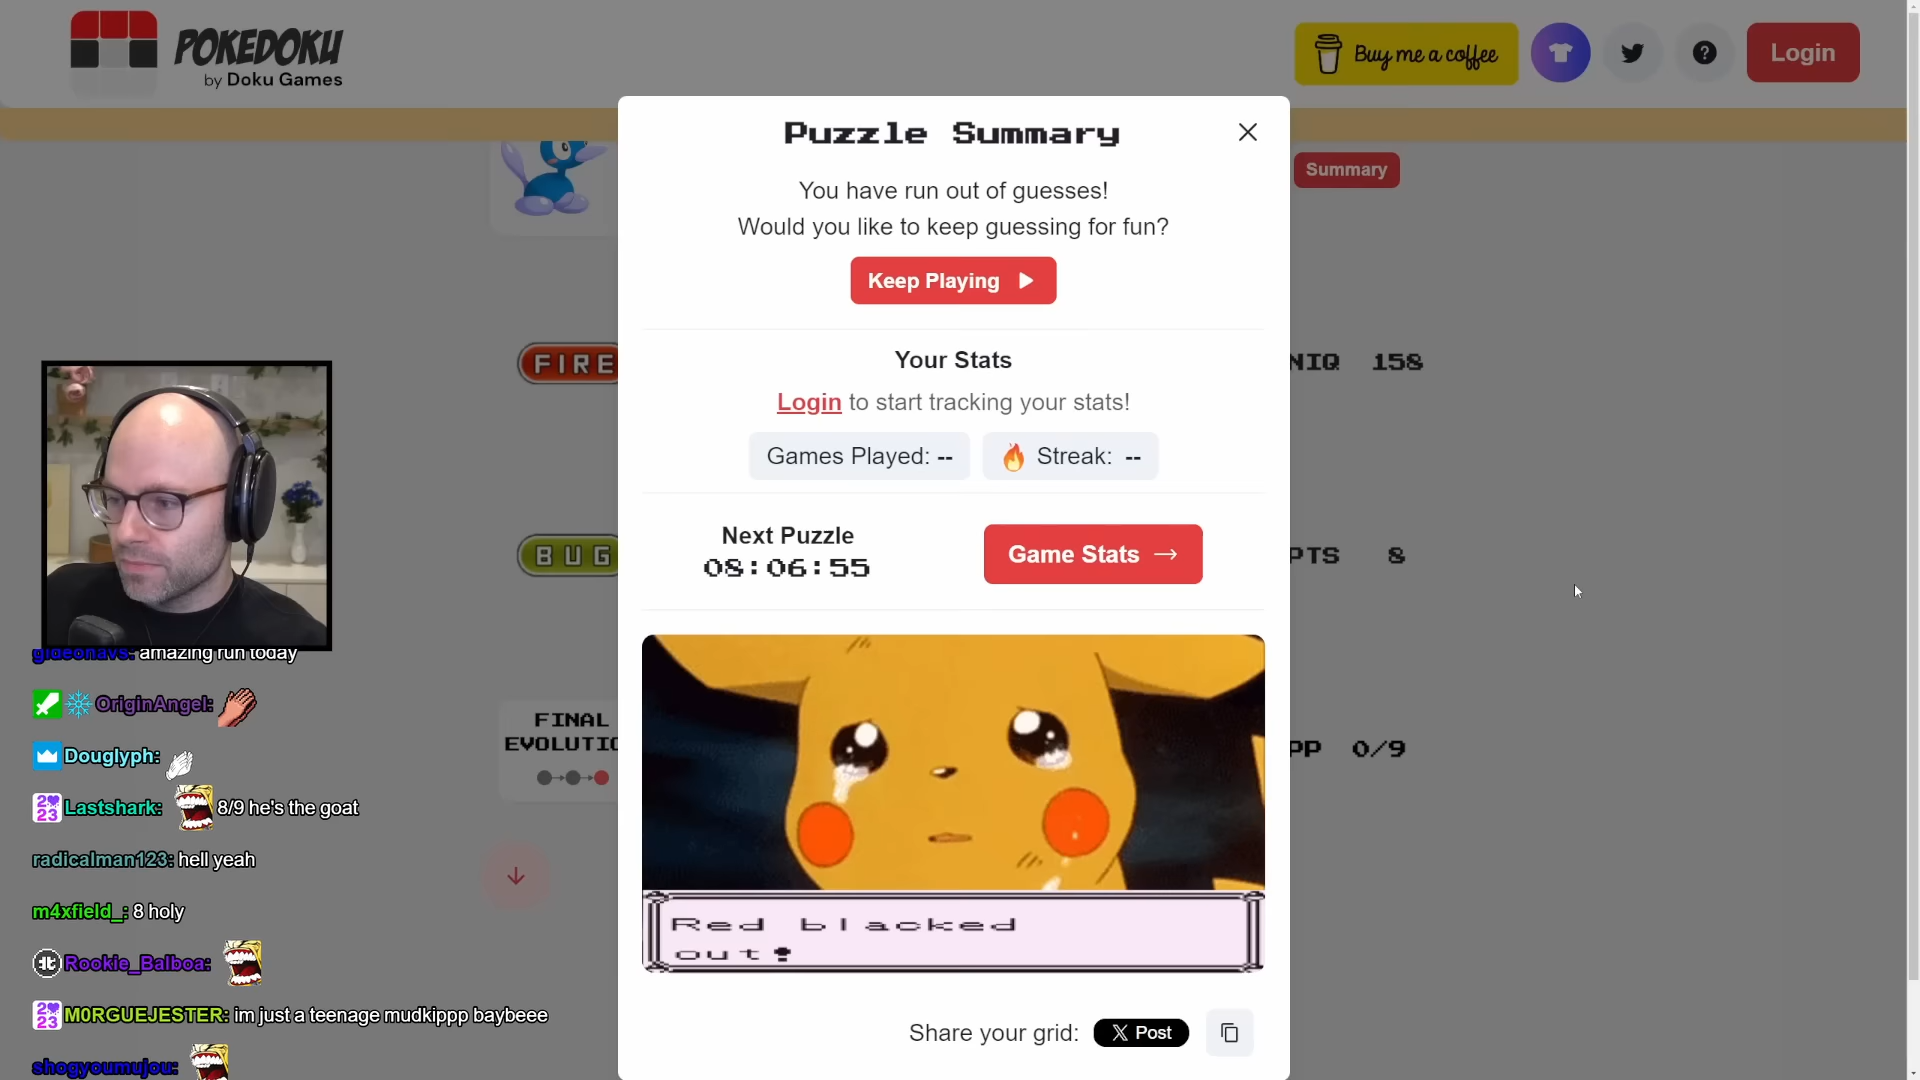 POKEDOKU
by Doku Games
Buy me a coffee
Login
Puzzle Summary
Summary
You have run out of guesses!
Would you like to keep guessing for fun?
Keep Playing
FIRE
NIQ 158
Your Stats
Login to start tracking your stats!
Games Played: --
Streak: --
BUG
Next Puzzle
08:06:55
Game Stats →
PTS 8
FINAL
EVOLUTIO
PP 0/9
gideonavs: amazing run today
OriginAngel:
Douglyph:
Lastshark: 8/9 he's the goat
radicalman123: hell yeah
m4xfield_: 8 holy
Rookie_Balboa:
M0RGUEJESTER: im just a teenage mudkippp baybeee
shogyoumujou:
Red blacked
out!
Share your grid:
X Post